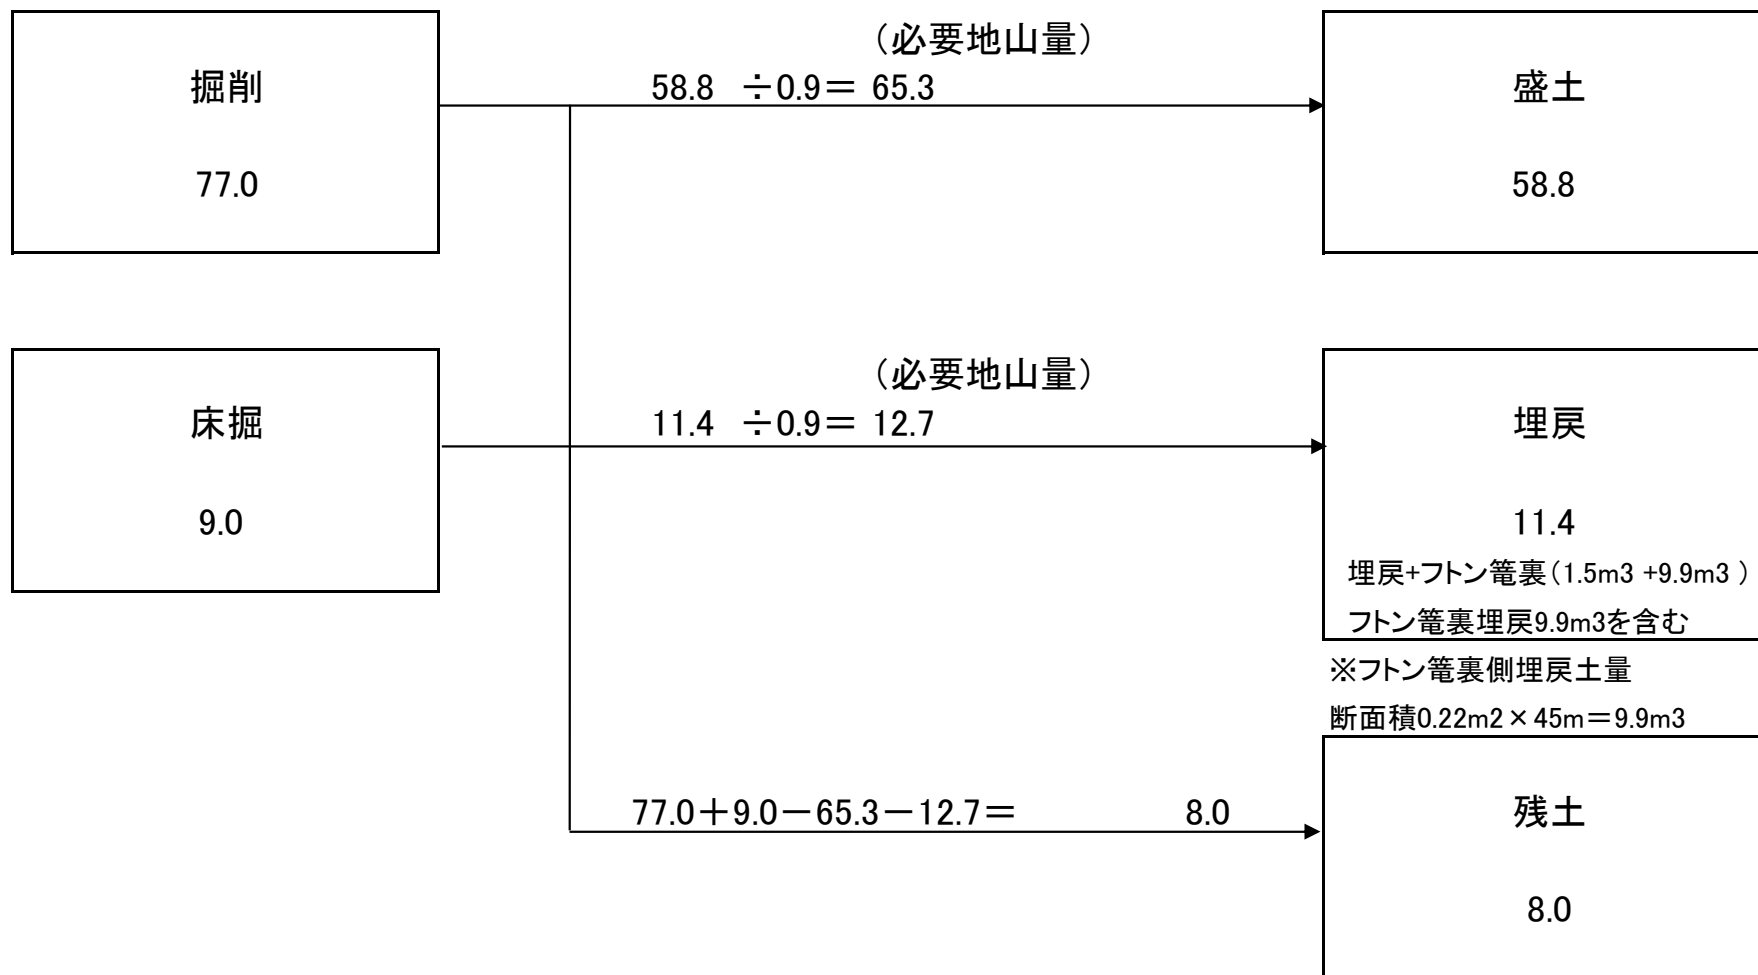 掘削
77.0
（必要地山量）
58.8 ÷0.9＝ 65.3
盛土
58.8
床掘
9.0
（必要地山量）
11.4 ÷0.9＝ 12.7
埋戻
11.4
埋戻+フトン篭裏（1.5m3 +9.9m3 ）
フトン篭裏埋戻9.9m3を含む
※フトン篭裏側埋戻土量
断面積0.22m2×45m＝9.9m3
77.0＋9.0－65.3－12.7＝ 8.0
残土
8.0